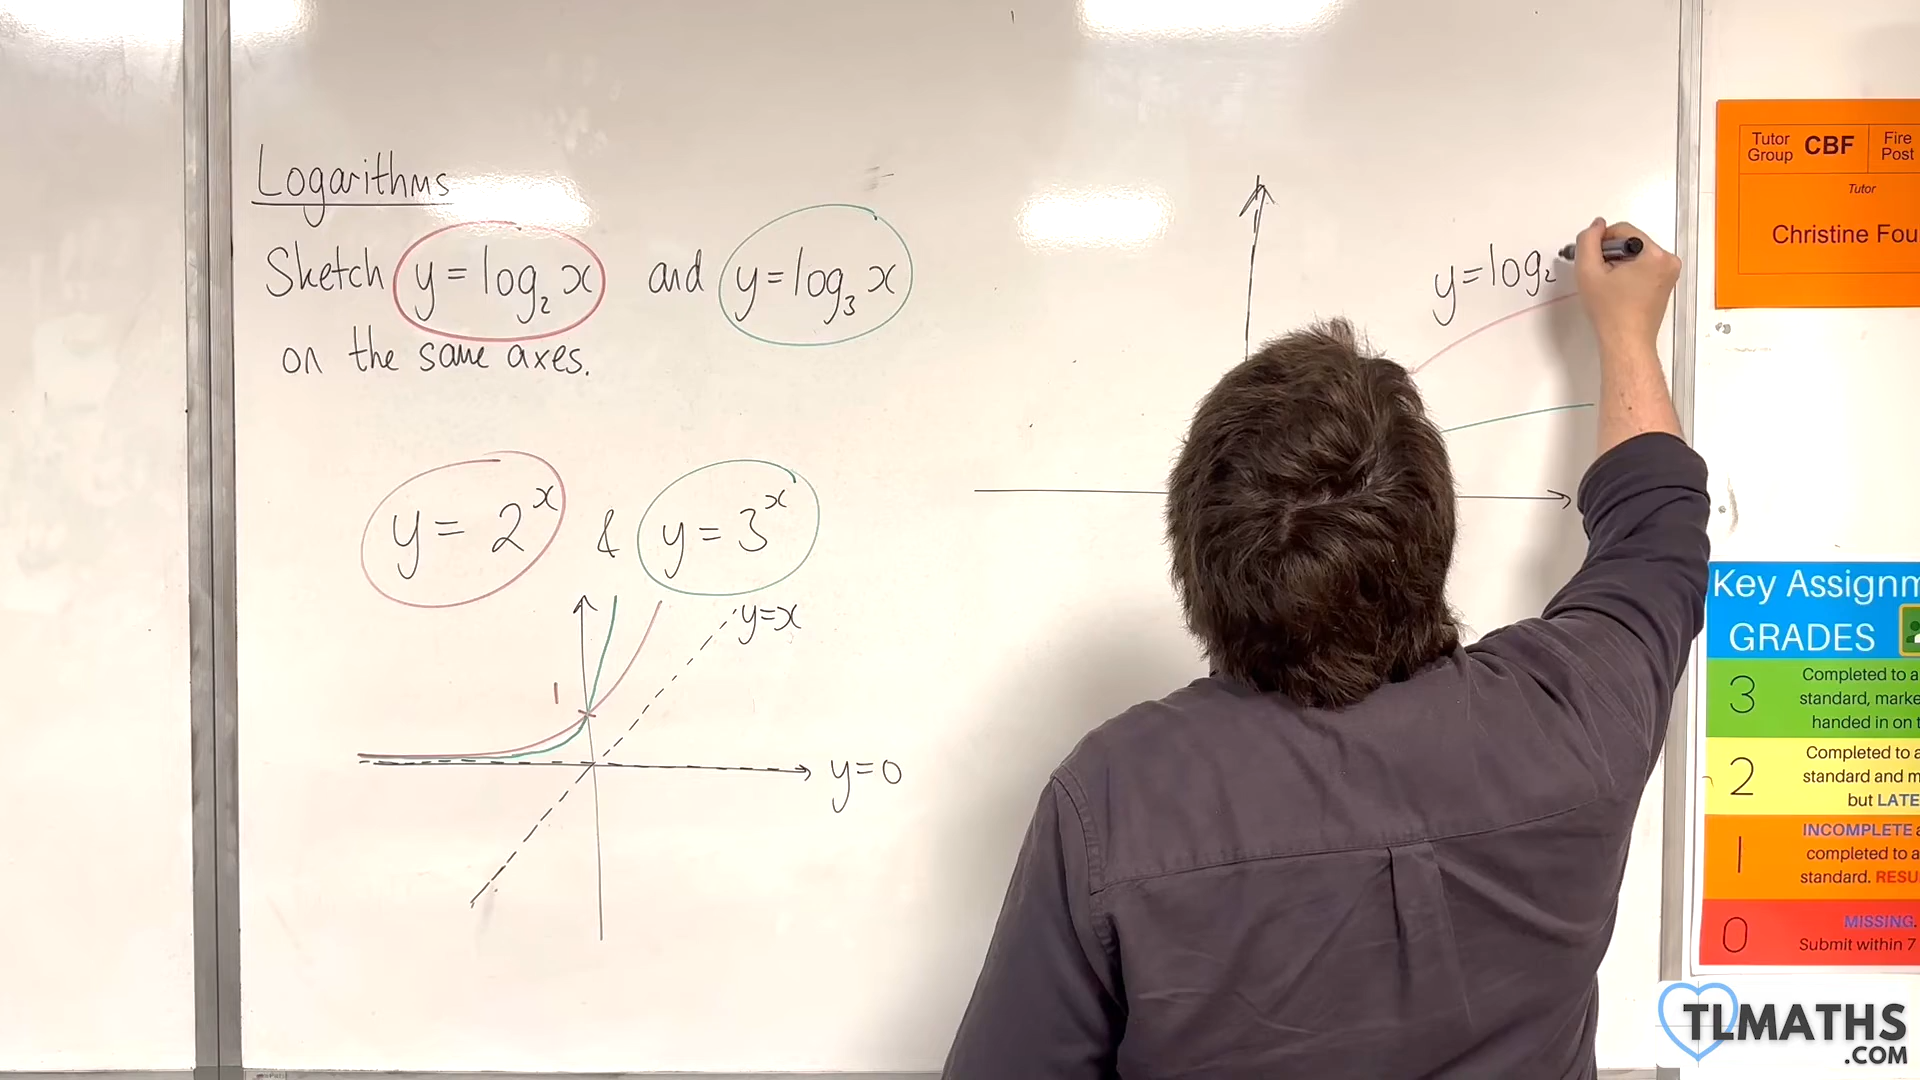 Logarithms
Sketch y = log₂ x and y = log₃ x
on the same axes.
y = 2ˣ & y = 3ˣ
y=x
1
y=0
y=log₂
Tutor Group CBF Fire Post
Tutor
Christine Fou
Key Assignm
GRADES
3 Completed to a
standard, marke
handed in on t
2 Completed to a
standard and m
but LATE
1 INCOMPLETE a
completed to a
standard. RESU
0 MISSING.
Submit within 7
TLMATHS
.COM